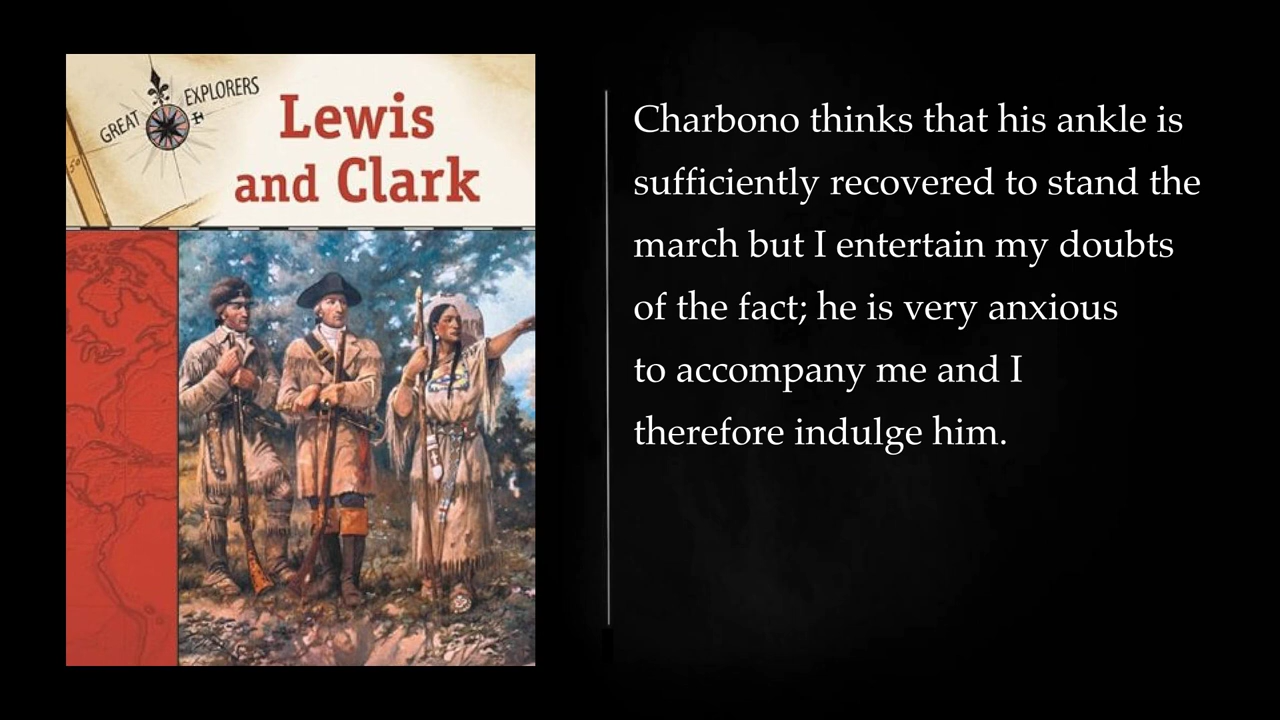 GREAT EXPLORERS
Lewis
and Clark
50
Charbono thinks that his ankle is
sufficiently recovered to stand the
march but I entertain my doubts
of the fact; he is very anxious
to accompany me and I
therefore indulge him.